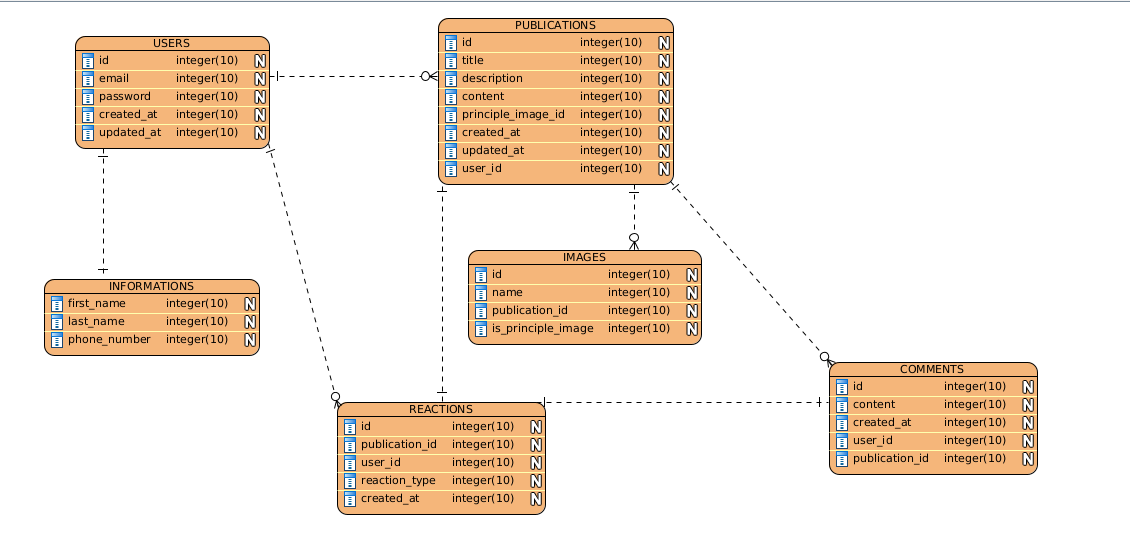 USERS
id integer(10) N
email integer(10) N
password integer(10) N
created_at integer(10) N
updated_at integer(10) N
PUBLICATIONS
id integer(10) N
title integer(10) N
description integer(10) N
content integer(10) N
principle_image_id integer(10) N
created_at integer(10) N
updated_at integer(10) N
user_id integer(10) N
INFORMATIONS
first_name integer(10) N
last_name integer(10) N
phone_number integer(10) N
IMAGES
id integer(10) N
name integer(10) N
publication_id integer(10) N
is_principle_image integer(10) N
REACTIONS
id integer(10) N
publication_id integer(10) N
user_id integer(10) N
reaction_type integer(10) N
created_at integer(10) N
COMMENTS
id integer(10) N
content integer(10) N
created_at integer(10) N
user_id integer(10) N
publication_id integer(10) N